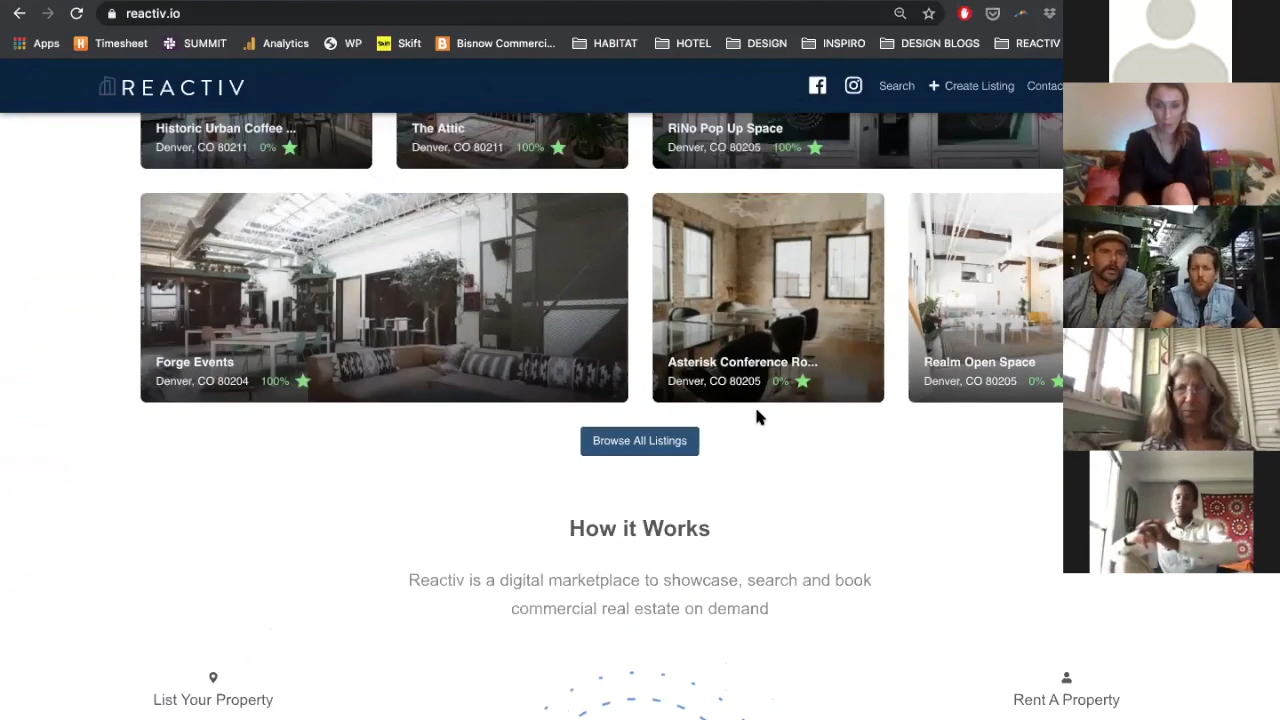 reactiv.io
Apps Timesheet SUMMIT Analytics WP Skift Bisnow Commerci... HABITAT HOTEL DESIGN INSPIRO DESIGN BLOGS REACTIV
REACTIV Search + Create Listing Contac
Historic Urban Coffee ... The Attic RiNo Pop Up Space
Denver, CO 80211 0% Denver, CO 80211 100% Denver, CO 80205 100%
Forge Events Asterisk Conference Ro... Realm Open Space
Denver, CO 80204 100% Denver, CO 80205 0% Denver, CO 80205 0%
Browse All Listings
How it Works
Reactiv is a digital marketplace to showcase, search and book
commercial real estate on demand
List Your Property Rent A Property